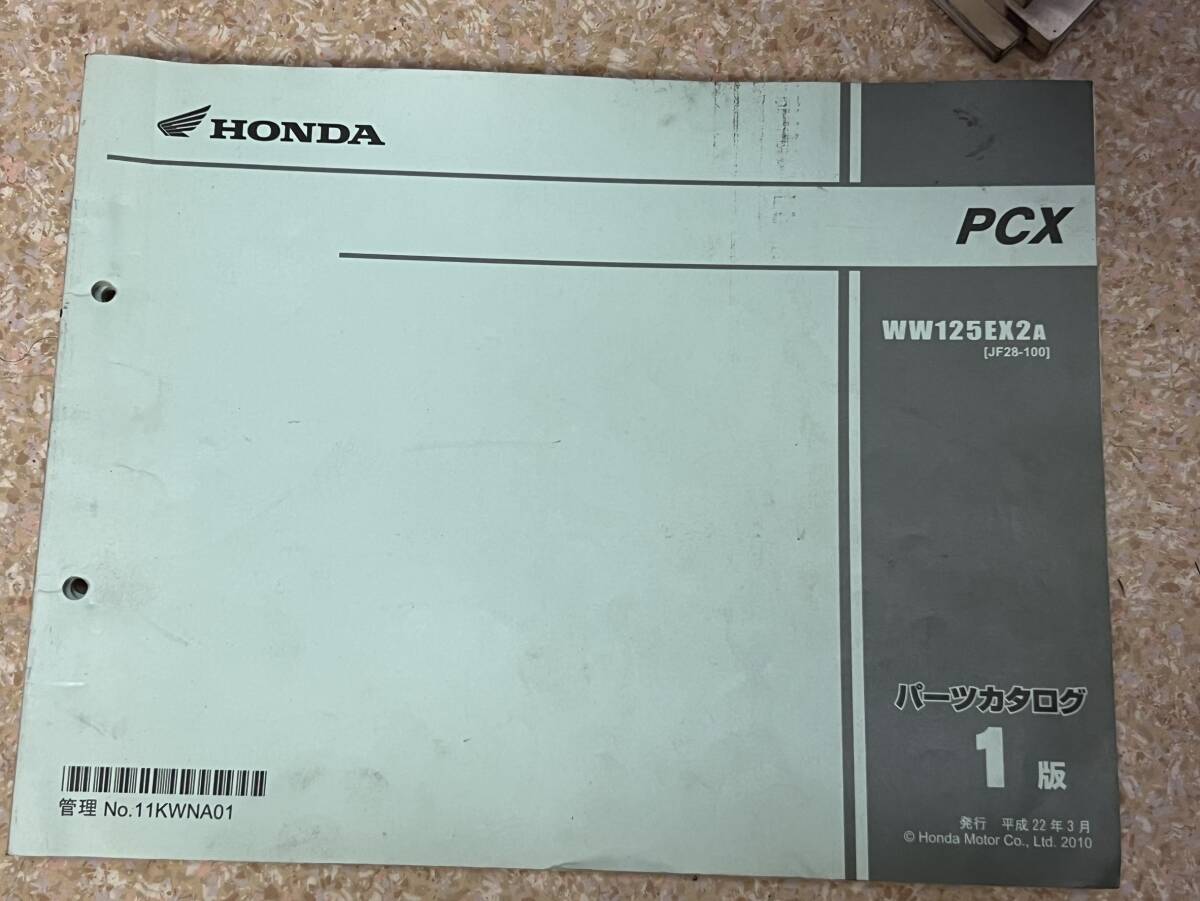 HONDA
PCX
WW125EX2A
[JF28-100]
パーツカタログ
1 版
管理 No.11KWNA01
発行 平成22年3月
© Honda Motor Co., Ltd. 2010